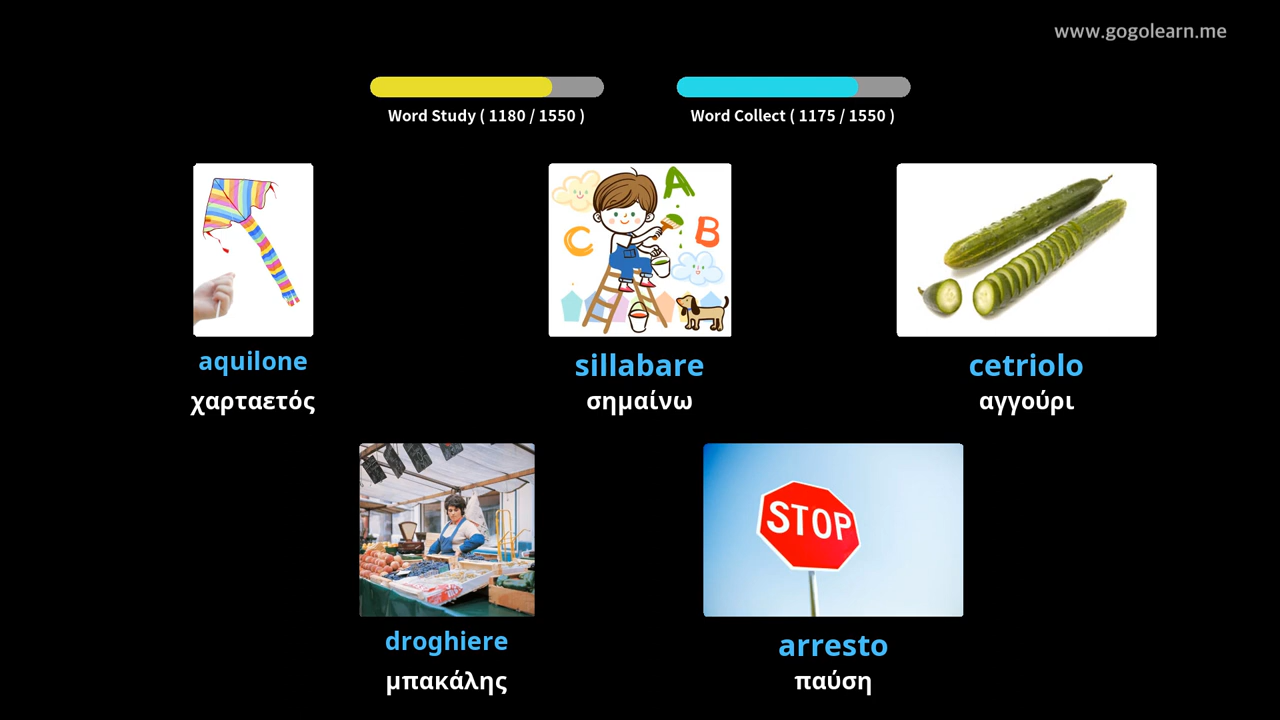 www.gogolearn.me
Word Study ( 1180 / 1550 )
Word Collect ( 1175 / 1550 )
A
B
C
aquilone
sillabare
cetriolo
χαρταετός
σημαίνω
αγγούρι
STOP
droghiere
arresto
μπακάλης
παύση